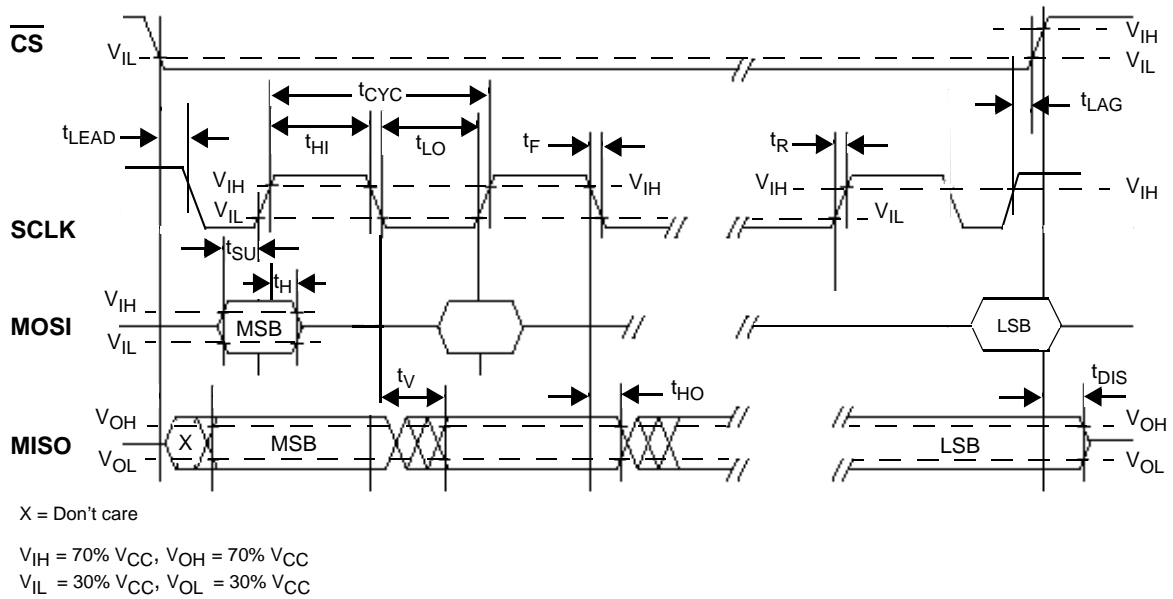 CS
VIH
VIL
VIL
tCYC
tLAG
tLEAD
tHI
tLO
tF
tR
VIH
VIH
VIH
VIH
VIL
VIL
SCLK
tSU
tH
VIH
MOSI
MSB
LSB
VIL
tV
tHO
tDIS
VOH
VOH
MISO
X
MSB
LSB
VOL
VOL
X = Don't care
VIH = 70% VCC, VOH = 70% VCC
VIL = 30% VCC, VOL = 30% VCC